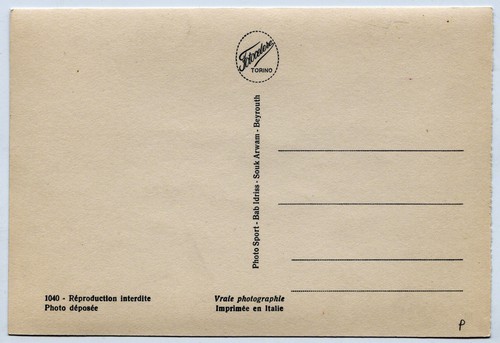 Fotocelere
TORINO
Photo Sport - Bab Idriss - Souk Arwam - Beyrouth
1040 - Réproduction interdite
Photo déposée
Vraie photographie
Imprimée en Italie
P